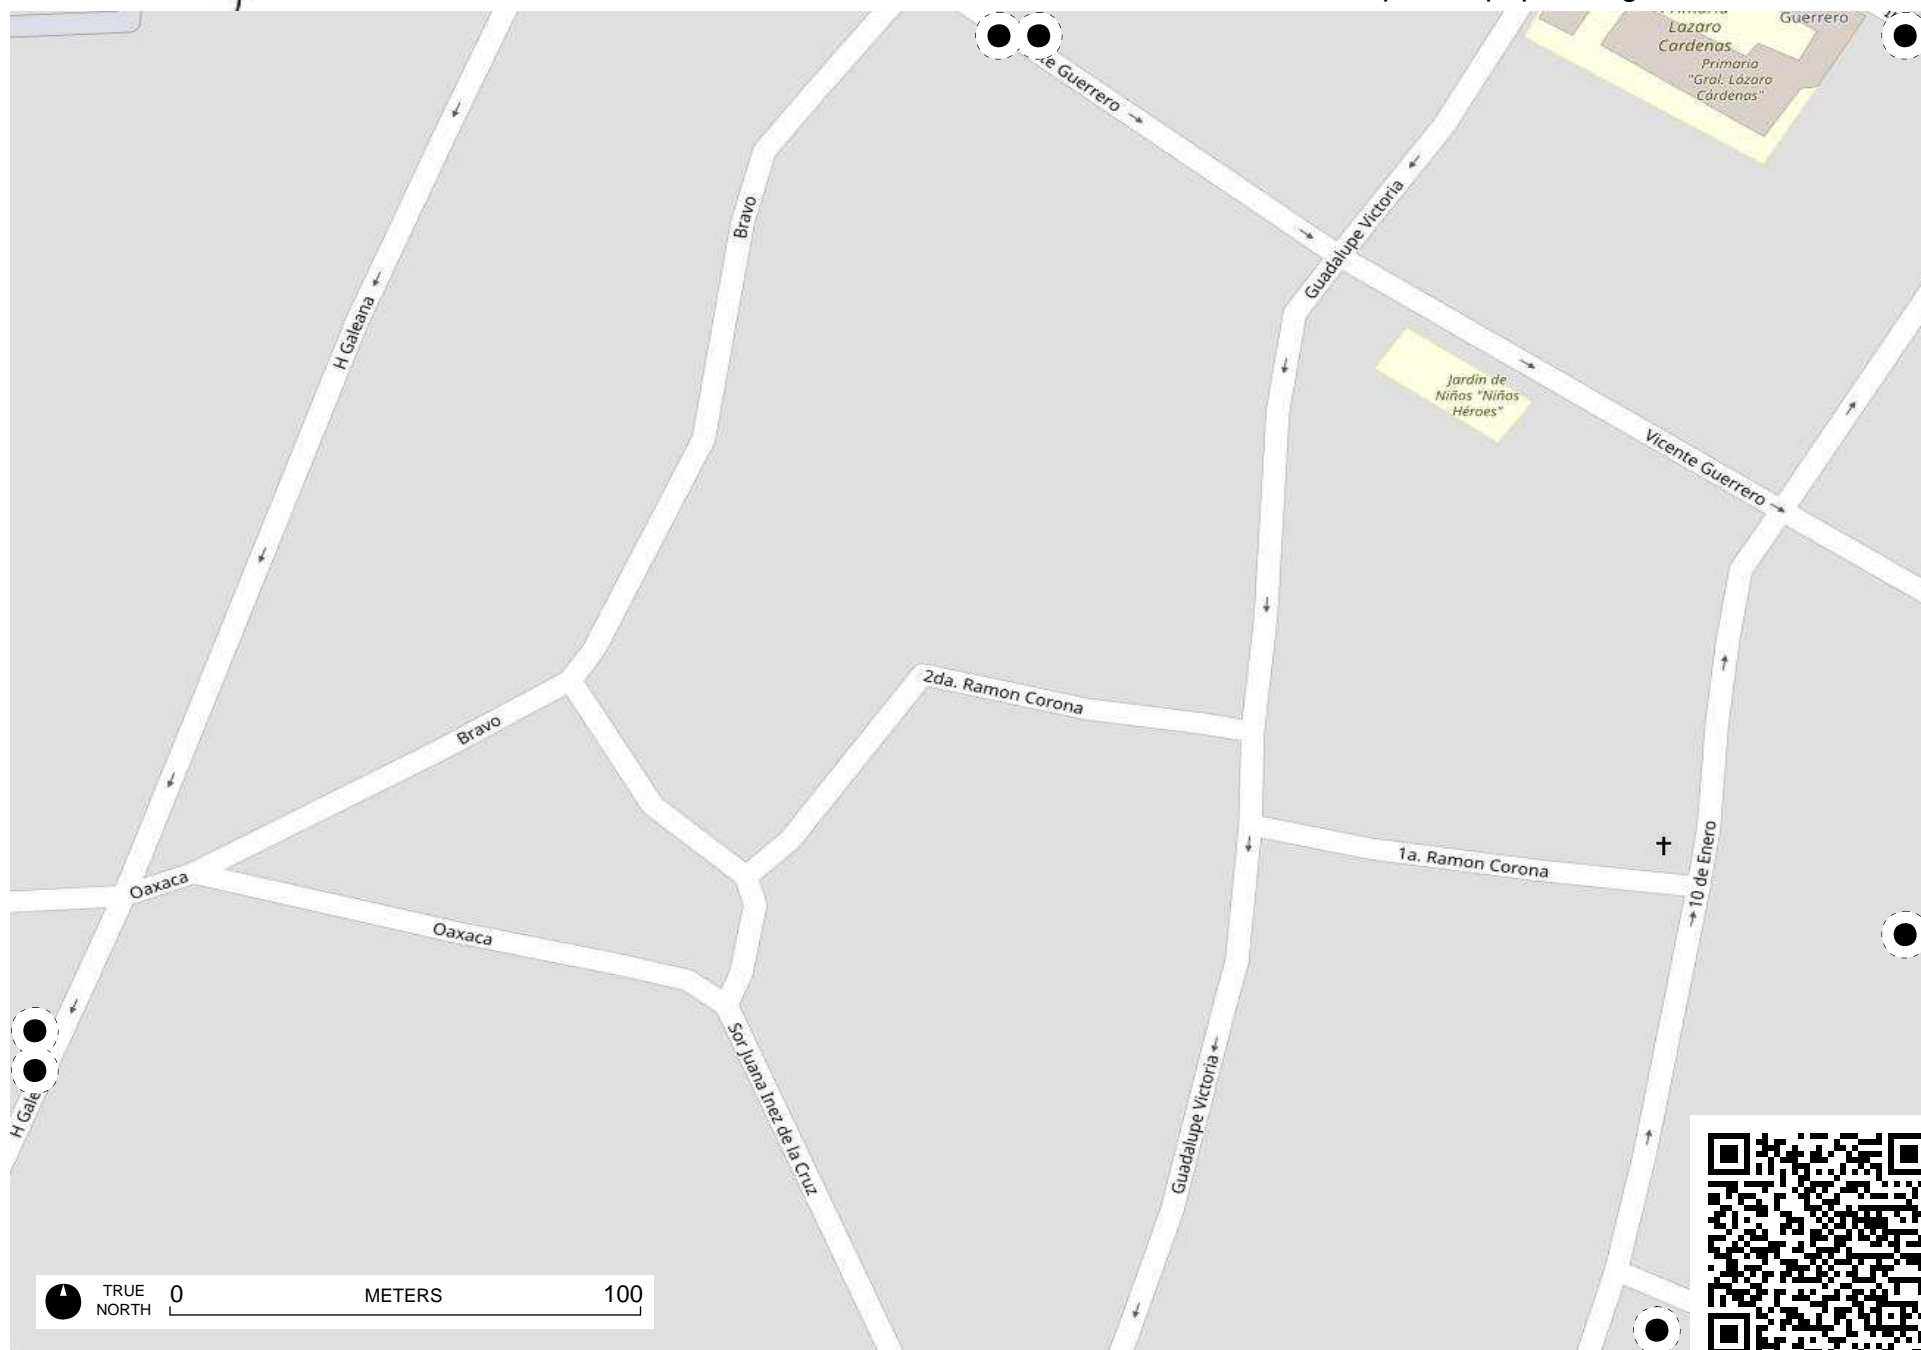 Lazaro
Cardenas
Primaria
"Gral. Lázaro
Cárdenas"
Guerrero
te Guerrero
Guadalupe Victoria
Bravo
H Galeana
Jardin de
Niños "Niños
Héroes"
Vicente Guerrero
2da. Ramon Corona
Bravo
1a. Ramon Corona
10 de Enero
Oaxaca
Oaxaca
Sor Juana Inez de la Cruz
Guadalupe Victoria
H Gale
TRUE
NORTH
0 METERS 100